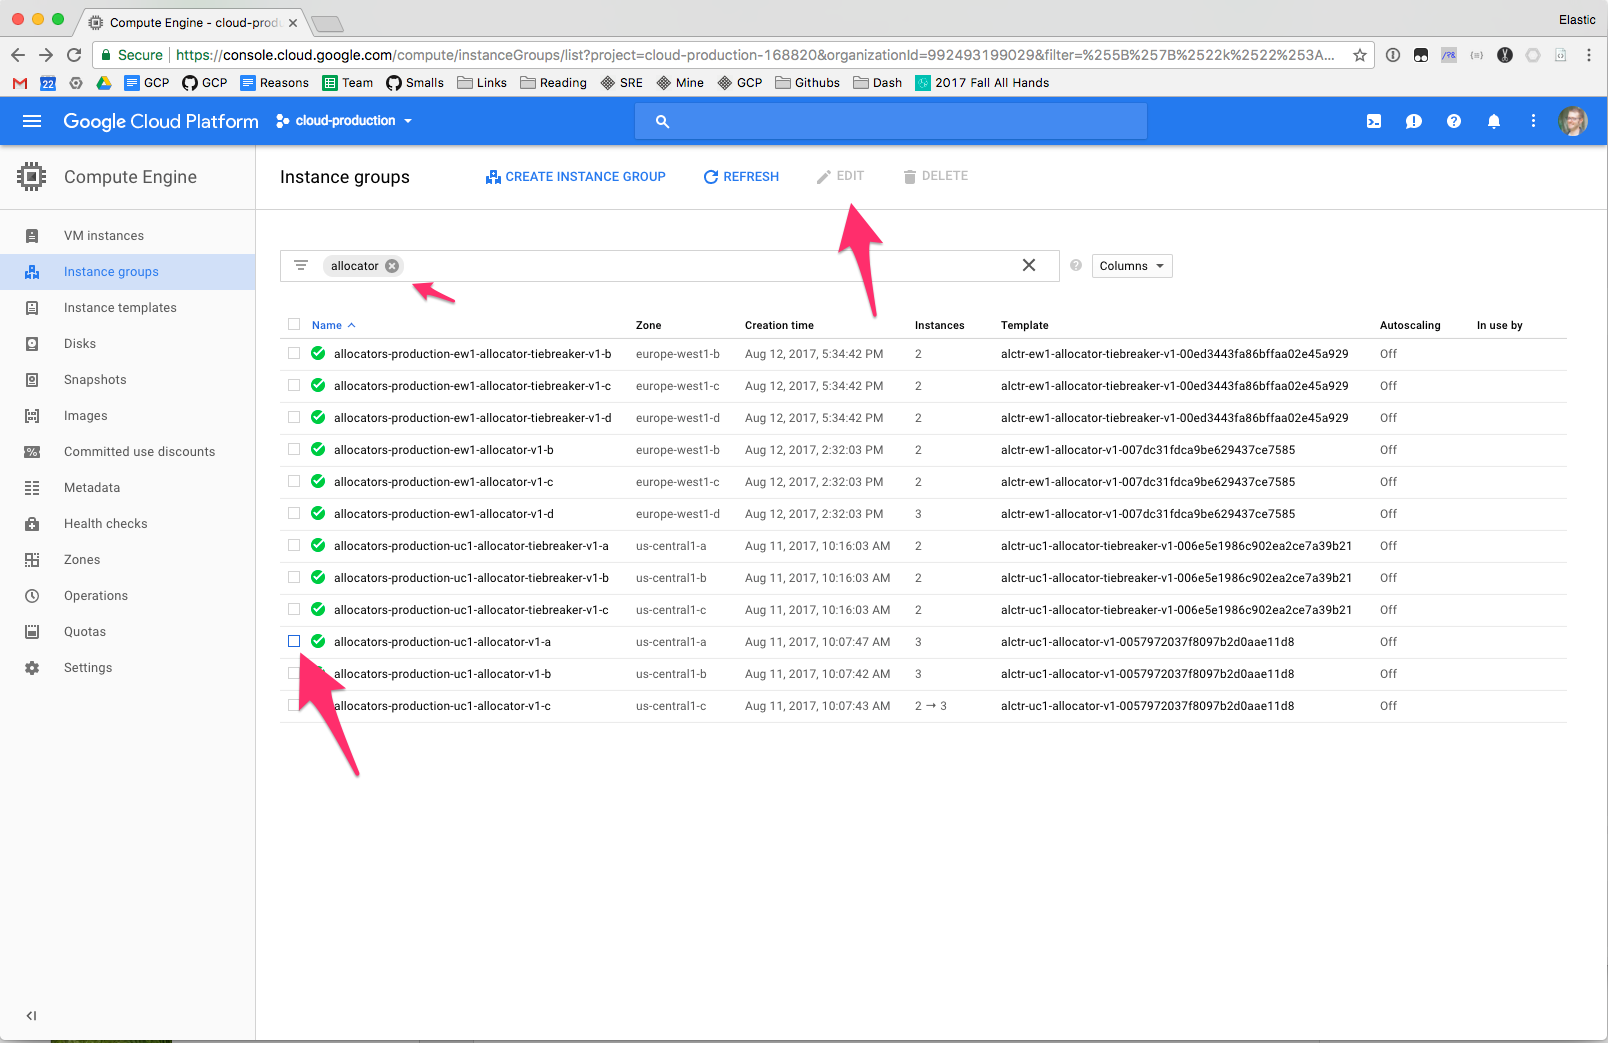 Compute Engine - cloud-produ
Elastic
Secure https://console.cloud.google.com/compute/instanceGroups/list?project=cloud-production-168820&organizationId=992493199029&filter=%255B%257B%2522k%2522%253A...
22 GCP GCP Reasons Team Smalls Links Reading SRE Mine GCP Githubs Dash 2017 Fall All Hands
Google Cloud Platform cloud-production
Compute Engine
Instance groups CREATE INSTANCE GROUP REFRESH EDIT DELETE
VM instances
Instance groups
Instance templates
Disks
Snapshots
Images
Committed use discounts
Metadata
Health checks
Zones
Operations
Quotas
Settings
allocator Columns
Name Zone Creation time Instances Template Autoscaling In use by
allocators-production-ew1-allocator-tiebreaker-v1-b europe-west1-b Aug 12, 2017, 5:34:42 PM 2 alctr-ew1-allocator-tiebreaker-v1-00ed3443fa86bffaa02e45a929 Off
allocators-production-ew1-allocator-tiebreaker-v1-c europe-west1-c Aug 12, 2017, 5:34:42 PM 2 alctr-ew1-allocator-tiebreaker-v1-00ed3443fa86bffaa02e45a929 Off
allocators-production-ew1-allocator-tiebreaker-v1-d europe-west1-d Aug 12, 2017, 5:34:42 PM 2 alctr-ew1-allocator-tiebreaker-v1-00ed3443fa86bffaa02e45a929 Off
allocators-production-ew1-allocator-v1-b europe-west1-b Aug 12, 2017, 2:32:03 PM 2 alctr-ew1-allocator-v1-007dc31fdca9be629437ce7585 Off
allocators-production-ew1-allocator-v1-c europe-west1-c Aug 12, 2017, 2:32:03 PM 2 alctr-ew1-allocator-v1-007dc31fdca9be629437ce7585 Off
allocators-production-ew1-allocator-v1-d europe-west1-d Aug 12, 2017, 2:32:03 PM 3 alctr-ew1-allocator-v1-007dc31fdca9be629437ce7585 Off
allocators-production-uc1-allocator-tiebreaker-v1-a us-central1-a Aug 11, 2017, 10:16:03 AM 2 alctr-uc1-allocator-tiebreaker-v1-006e5e1986c902ea2ce7a39b21 Off
allocators-production-uc1-allocator-tiebreaker-v1-b us-central1-b Aug 11, 2017, 10:16:03 AM 2 alctr-uc1-allocator-tiebreaker-v1-006e5e1986c902ea2ce7a39b21 Off
allocators-production-uc1-allocator-tiebreaker-v1-c us-central1-c Aug 11, 2017, 10:16:03 AM 2 alctr-uc1-allocator-tiebreaker-v1-006e5e1986c902ea2ce7a39b21 Off
allocators-production-uc1-allocator-v1-a us-central1-a Aug 11, 2017, 10:07:47 AM 3 alctr-uc1-allocator-v1-0057972037f8097b2d0aae11d8 Off
allocators-production-uc1-allocator-v1-b us-central1-b Aug 11, 2017, 10:07:42 AM 3 alctr-uc1-allocator-v1-0057972037f8097b2d0aae11d8 Off
allocators-production-uc1-allocator-v1-c us-central1-c Aug 11, 2017, 10:07:43 AM 2 → 3 alctr-uc1-allocator-v1-0057972037f8097b2d0aae11d8 Off